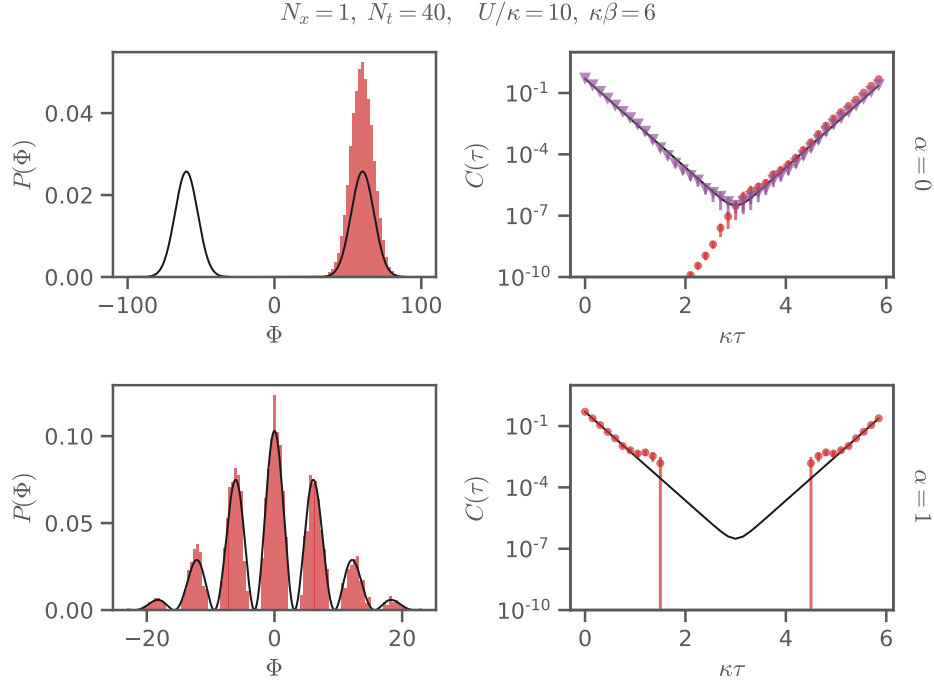 N_x = 1, N_t = 40, U/κ = 10, κβ = 6
P(Φ)
0.04
0.02
0.00
−100 0 100
Φ
C(τ)
10^{-1}
10^{-4}
10^{-7}
10^{-10}
0 2 4 6
κτ
α = 0
P(Φ)
0.10
0.05
0.00
−20 0 20
Φ
C(τ)
10^{-1}
10^{-4}
10^{-7}
10^{-10}
0 2 4 6
κτ
α = 1